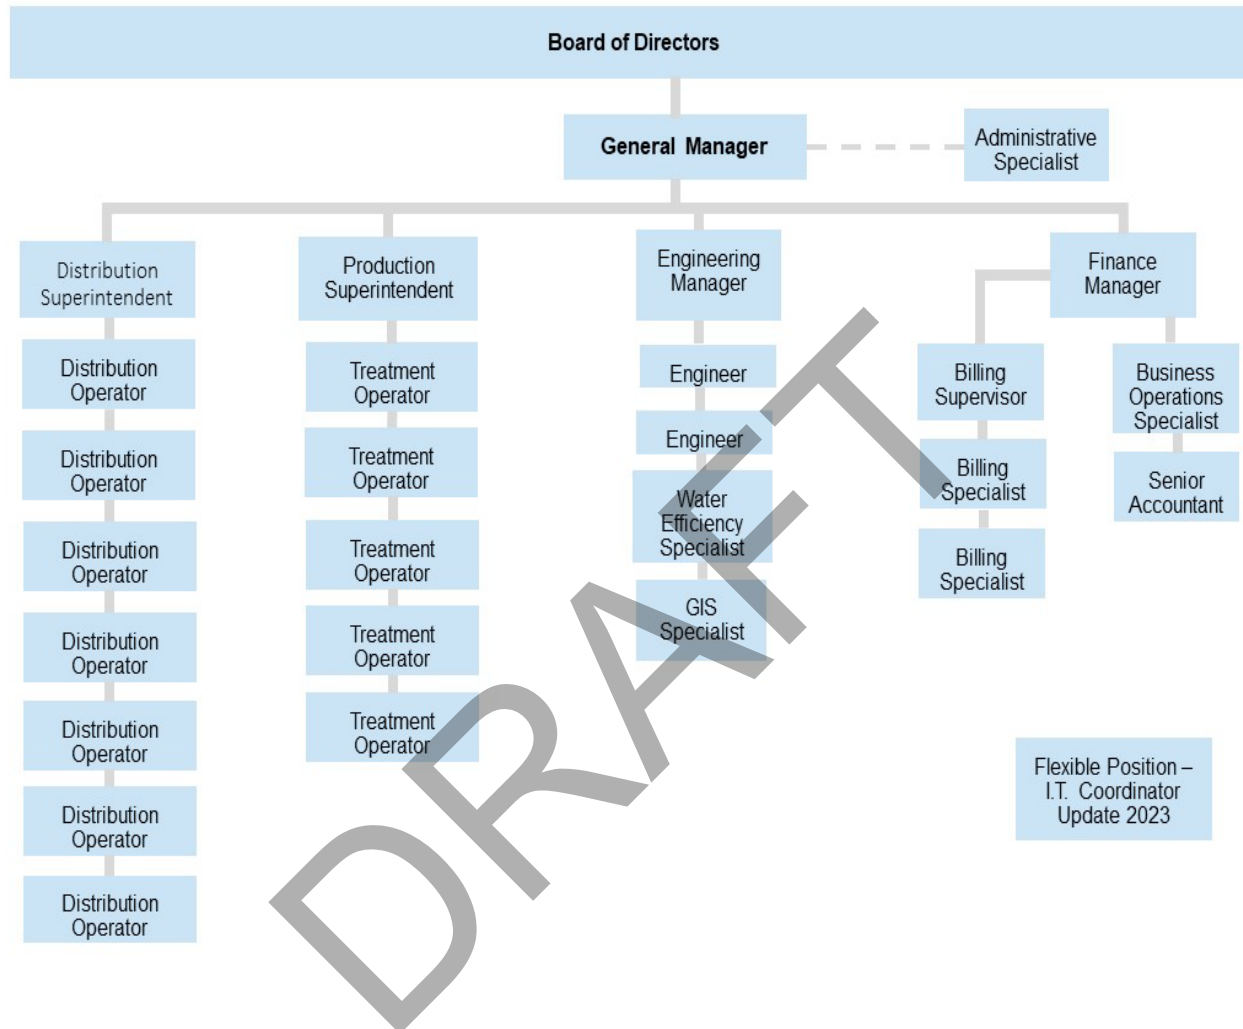 Board of Directors
General Manager
Administrative
Specialist
Distribution
Superintendent
Distribution
Operator
Distribution
Operator
Distribution
Operator
Distribution
Operator
Distribution
Operator
Distribution
Operator
Distribution
Operator
Production
Superintendent
Treatment
Operator
Treatment
Operator
Treatment
Operator
Treatment
Operator
Treatment
Operator
Engineering
Manager
Engineer
Engineer
Water
Efficiency
Specialist
GIS
Specialist
Finance
Manager
Billing
Supervisor
Billing
Specialist
Billing
Specialist
Business
Operations
Specialist
Senior
Accountant
Flexible Position –
I.T. Coordinator
Update 2023
DRAFT